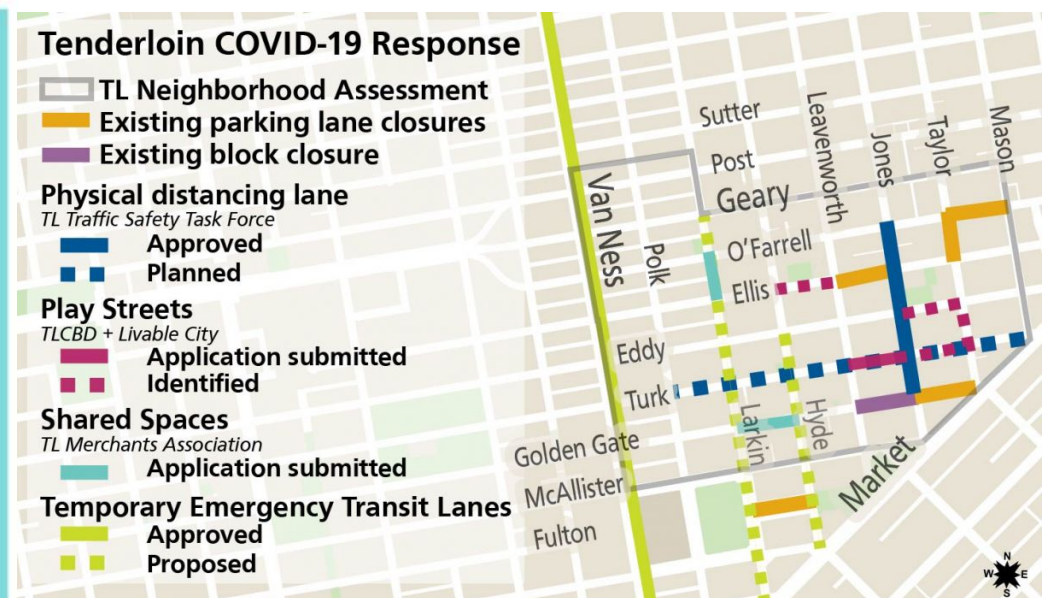 Tenderloin COVID-19 Response
TL Neighborhood Assessment
Existing parking lane closures
Existing block closure
Physical distancing lane
TL Traffic Safety Task Force
Approved
Planned
Play Streets
TLCBD + Livable City
Application submitted
Identified
Shared Spaces
TL Merchants Association
Application submitted
Temporary Emergency Transit Lanes
Approved
Proposed
Sutter
Post
Geary
O'Farrell
Ellis
Eddy
Turk
Golden Gate
McAllister
Fulton
Van Ness
Polk
Larkin
Hyde
Leavenworth
Jones
Taylor
Mason
Market
N
W E
S